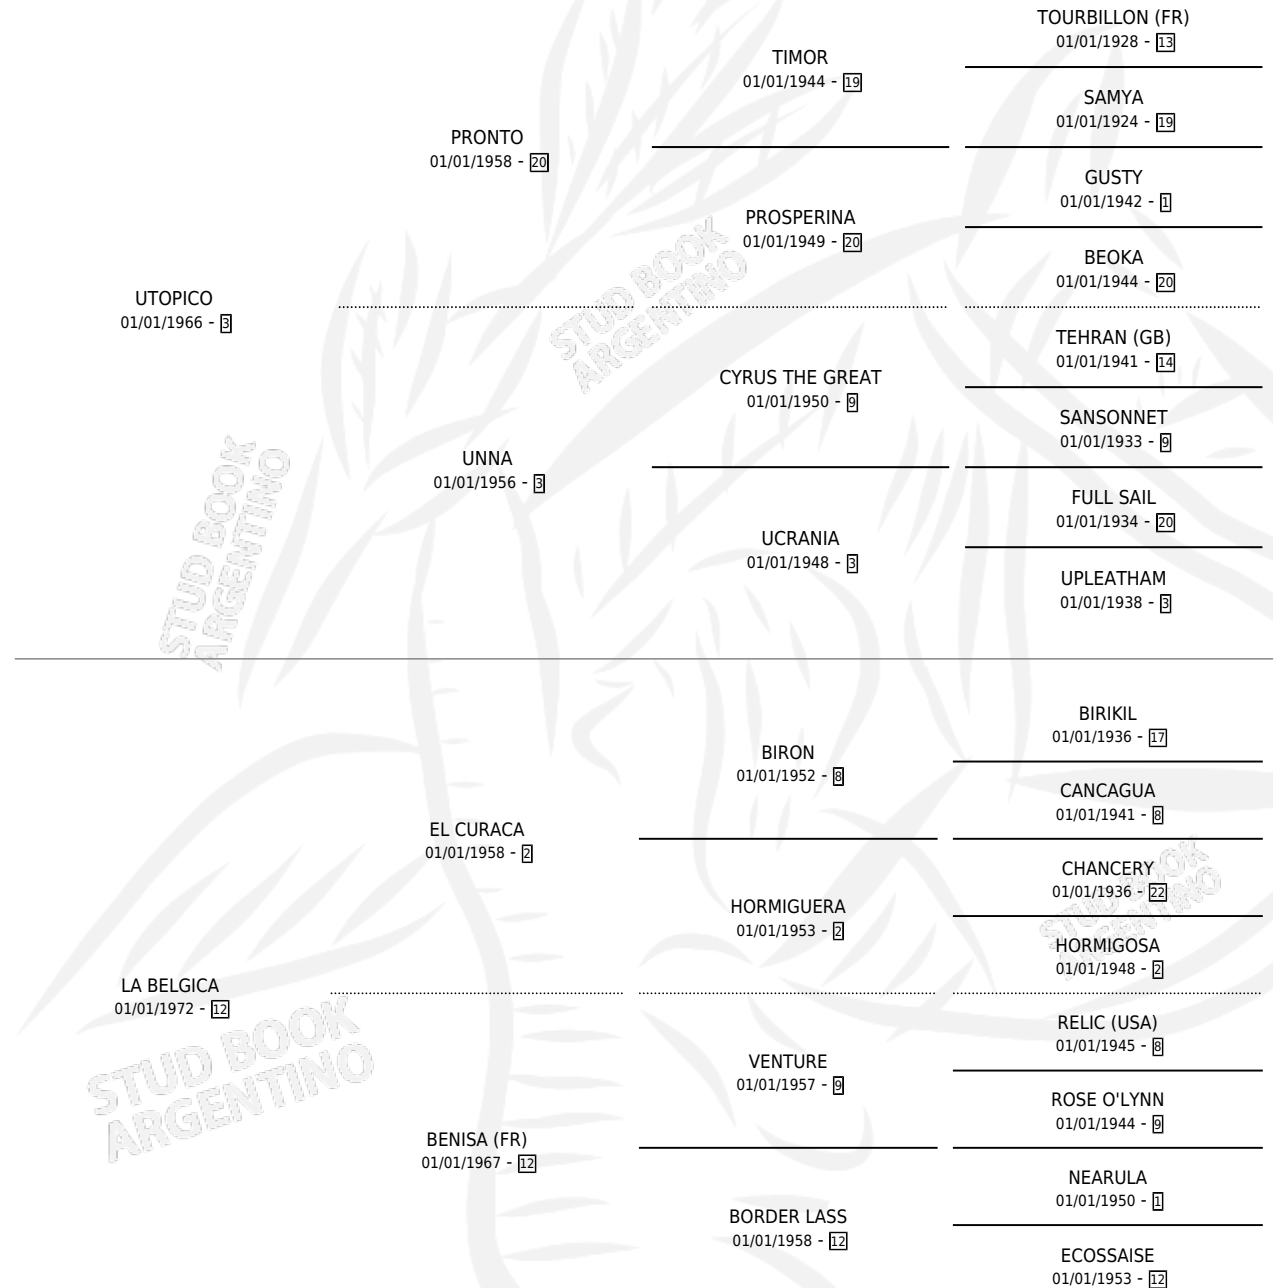 TOURBILLON (FR)
01/01/1928 - 13
TIMOR
01/01/1944 - 19
SAMYA
01/01/1924 - 19
PRONTO
01/01/1958 - 20
GUSTY
01/01/1942 - 1
PROSPERINA
01/01/1949 - 20
BEOKA
01/01/1944 - 20
UTOPICO
01/01/1966 - 3
STUD BOOK
ARGENTINO
TEHRAN (GB)
01/01/1941 - 14
CYRUS THE GREAT
01/01/1950 - 9
SANSONNET
01/01/1933 - 9
UNNA
01/01/1956 - 3
FULL SAIL
01/01/1934 - 20
UCRANIA
01/01/1948 - 3
UPLEATHAM
01/01/1938 - 3
STUD BOOK
ARGENTINO
BIRIKIL
01/01/1936 - 17
BIRON
01/01/1952 - 8
CANCAGUA
01/01/1941 - 8
EL CURACA
01/01/1958 - 2
CHANCERY
01/01/1936 - 22
HORMIGUERA
01/01/1953 - 2
HORMIGOSA
01/01/1948 - 2
STUD BOOK
ARGENTINO
LA BELGICA
01/01/1972 - 12
RELIC (USA)
01/01/1945 - 8
VENTURE
01/01/1957 - 9
ROSE O'LYNN
01/01/1944 - 9
STUD BOOK
ARGENTINO
BENISA (FR)
01/01/1967 - 12
NEARULA
01/01/1950 - 1
BORDER LASS
01/01/1958 - 12
ECOSSAISE
01/01/1953 - 12